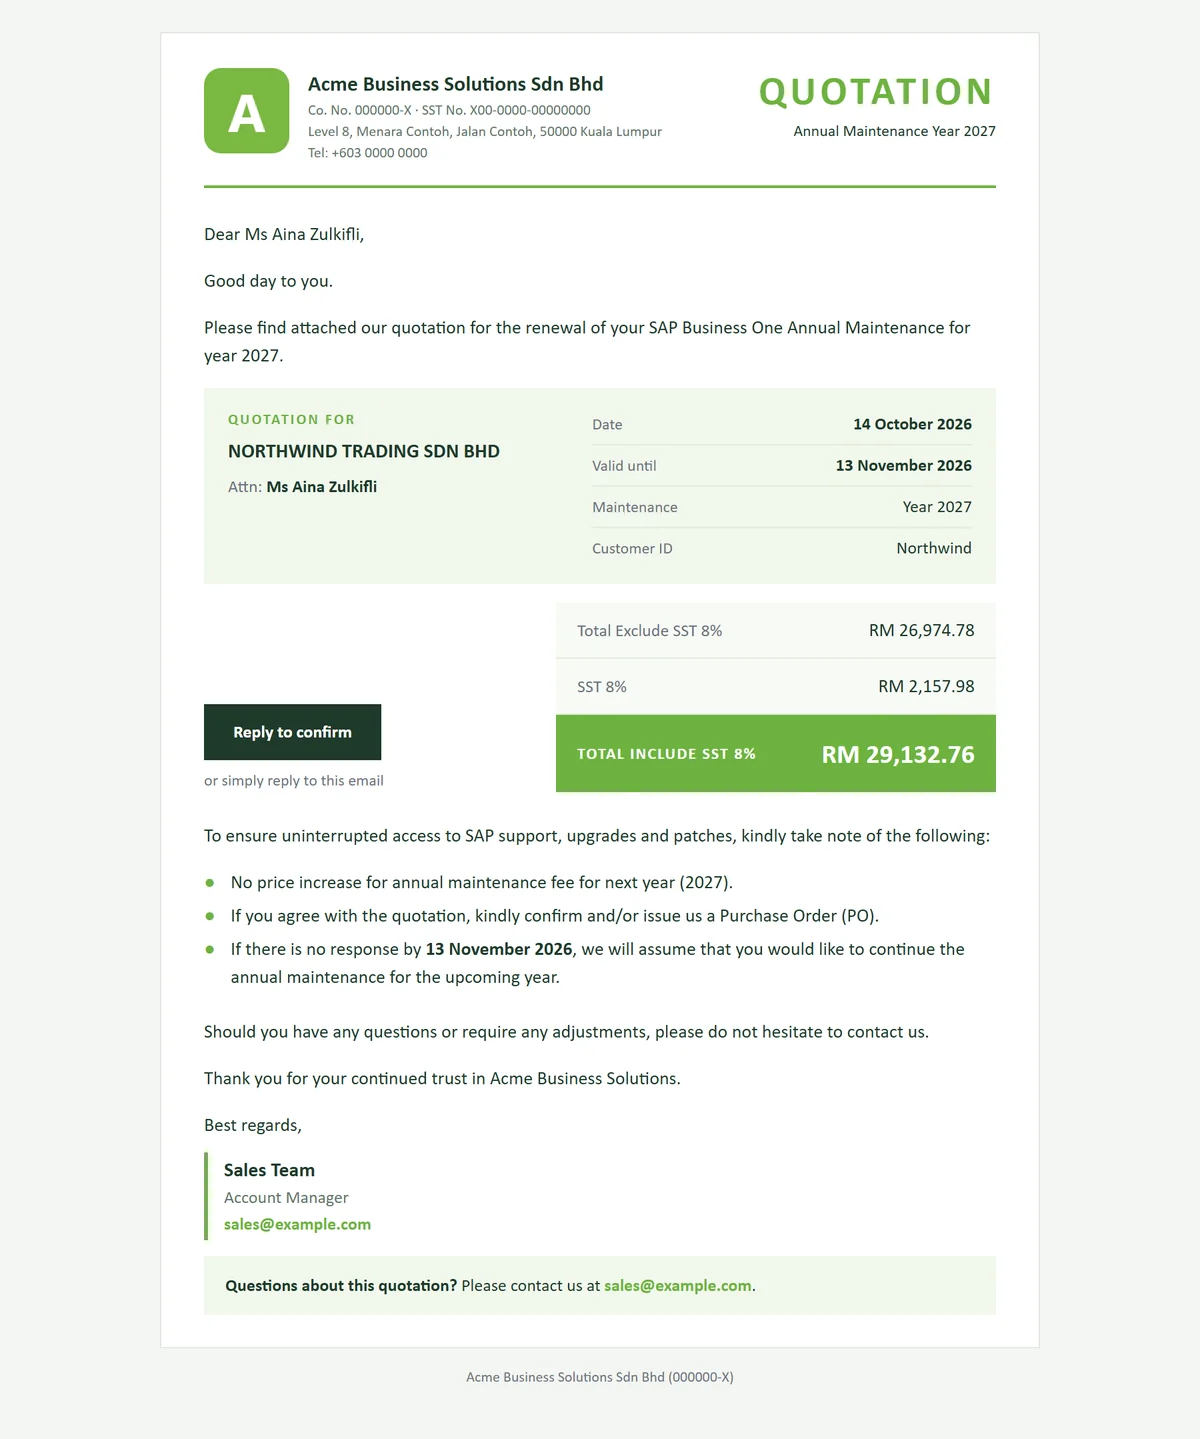 A
Acme Business Solutions Sdn Bhd
Co. No. 000000-X · SST No. X00-0000-00000000
Level 8, Menara Contoh, Jalan Contoh, 50000 Kuala Lumpur
Tel: +603 0000 0000
QUOTATION
Annual Maintenance Year 2027
Dear Ms Aina Zulkifli,
Good day to you.
Please find attached our quotation for the renewal of your SAP Business One Annual Maintenance for
year 2027.
QUOTATION FOR
NORTHWIND TRADING SDN BHD
Attn: Ms Aina Zulkifli
Date 14 October 2026
Valid until 13 November 2026
Maintenance Year 2027
Customer ID Northwind
Total Exclude SST 8% RM 26,974.78
SST 8% RM 2,157.98
TOTAL INCLUDE SST 8% RM 29,132.76
Reply to confirm
or simply reply to this email
To ensure uninterrupted access to SAP support, upgrades and patches, kindly take note of the following:
● No price increase for annual maintenance fee for next year (2027).
● If you agree with the quotation, kindly confirm and/or issue us a Purchase Order (PO).
● If there is no response by 13 November 2026, we will assume that you would like to continue the
annual maintenance for the upcoming year.
Should you have any questions or require any adjustments, please do not hesitate to contact us.
Thank you for your continued trust in Acme Business Solutions.
Best regards,
Sales Team
Account Manager
sales@example.com
Questions about this quotation? Please contact us at sales@example.com.
Acme Business Solutions Sdn Bhd (000000-X)